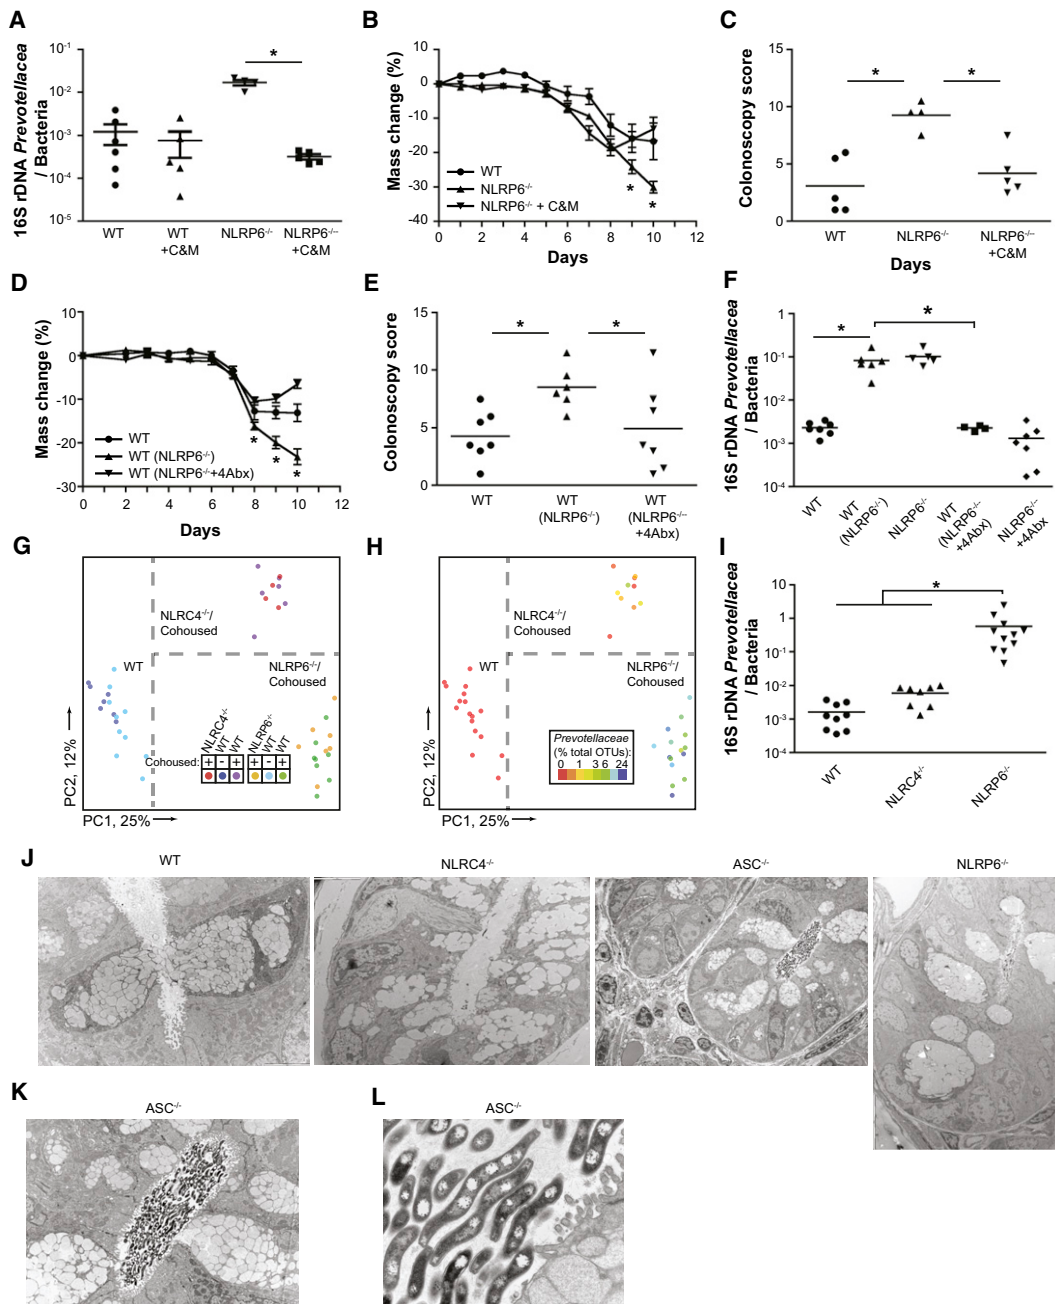 A
16S rDNA Prevotellacea
/ Bacteria
10-1
10-2
10-3
10-4
10-5
*
WT
WT
+C&M
NLRP6-/-
NLRP6-/-
+C&M
B
Mass change (%)
10
0
-10
-20
-30
-40
WT
NLRP6-/-
NLRP6-/- + C&M
*
*
0 2 4 6 8 10 12
Days
C
Colonoscopy score
15
10
5
0
* *
WT
NLRP6-/-
NLRP6-/-
+C&M
Days
D
Mass change (%)
10
0
-10
-20
-30
WT
WT (NLRP6-/-)
WT (NLRP6-/-+4Abx)
* * *
0 2 4 6 8 10 12
Days
E
Colonoscopy score
15
10
5
0
* *
WT
WT
(NLRP6-/-)
WT
(NLRP6-/-
+4Abx)
F
16S rDNA Prevotellacea
/ Bacteria
1
10-1
10-2
10-3
10-4
* *
WT
WT
(NLRP6-/-)
NLRP6-/-
WT
(NLRP6-/-
+4Abx)
NLRP6-/-
+4Abx
G
NLRC4-/-/
Cohoused
WT
NLRP6-/-/
Cohoused
NLRC4-/- WT WT NLRP6-/- WT WT
Cohoused: + - + + - +
PC2, 12%
PC1, 25%
H
NLRC4-/-/
Cohoused
WT
NLRP6-/-/
Cohoused
Prevotellaceae
(% total OTUs):
0 1 3 6 24
PC2, 12%
PC1, 25%
I
16S rDNA Prevotellacea
/ Bacteria
10
1
10-1
10-2
10-3
10-4
*
WT
NLRC4-/-
NLRP6-/-
J
WT
NLRC4-/-
ASC-/-
NLRP6-/-
K
ASC-/-
L
ASC-/-